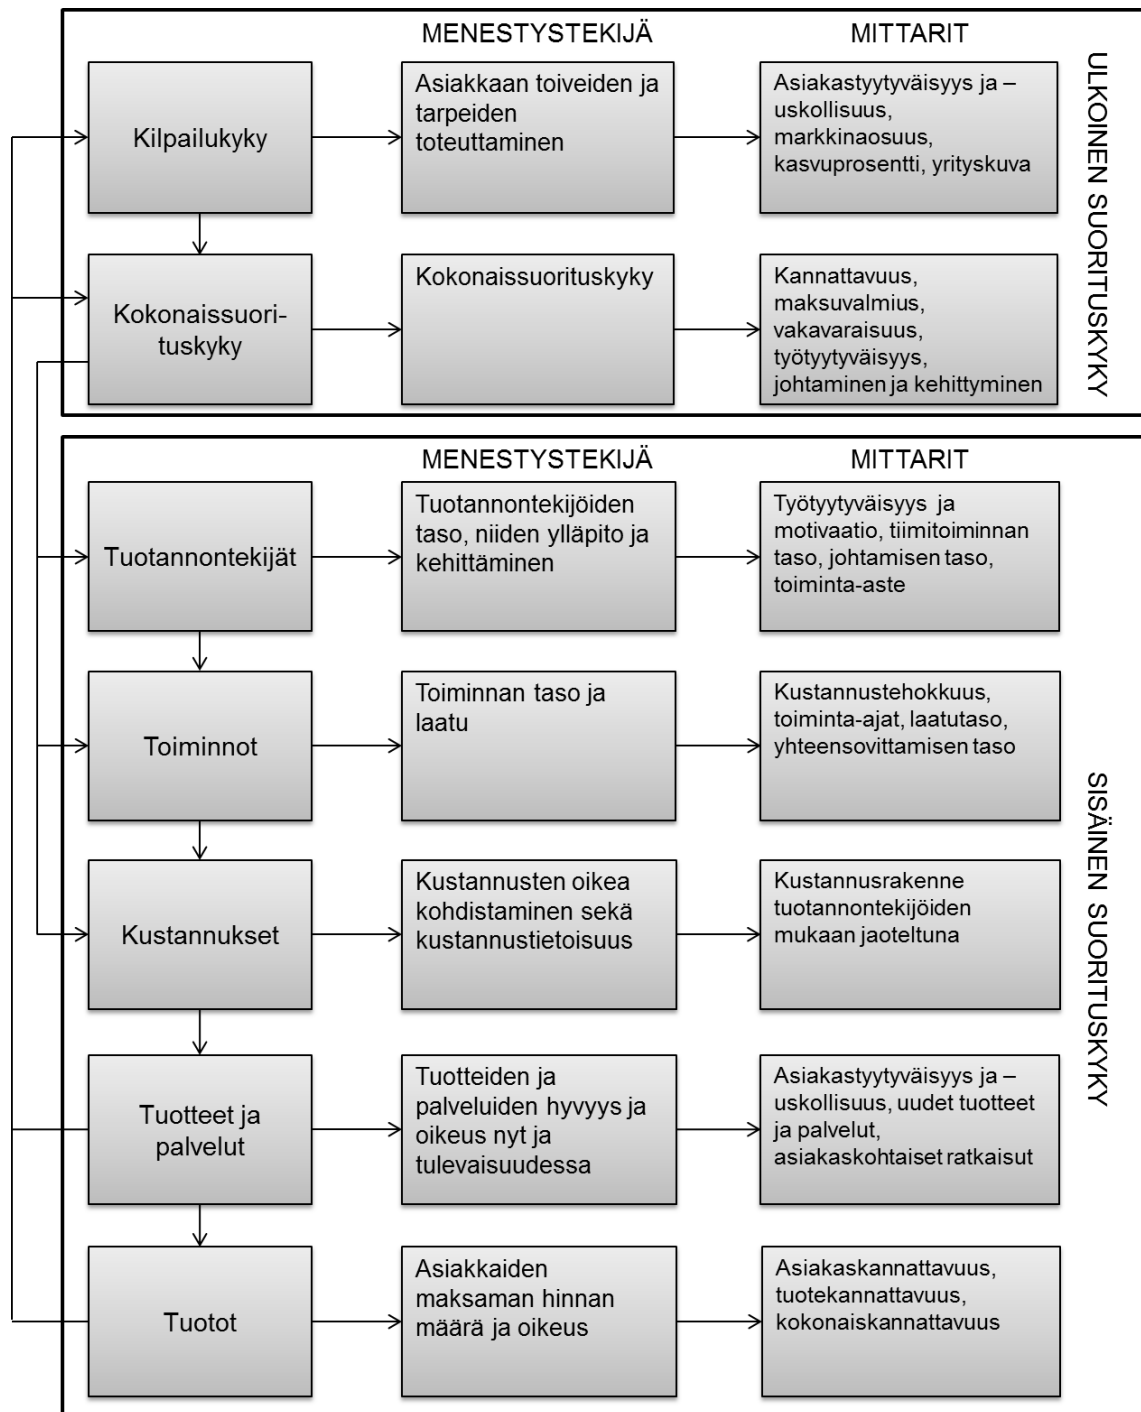 MENESTYSTEKIJÄ
MITTARIT
ULKOINEN SUORITUSKYKY
Kilpailukyky
Asiakkaan toiveiden ja
tarpeiden
toteuttaminen
Asiakastyytyväisyys ja –
uskollisuus,
markkinaosuus,
kasvuprosentti, yrityskuva
Kokonaissuori-
tuskyky
Kokonaissuorituskyky
Kannattavuus,
maksuvalmius,
vakavaraisuus,
työtyytyväisyys,
johtaminen ja kehittyminen
MENESTYSTEKIJÄ
MITTARIT
SISÄINEN SUORITUSKYKY
Tuotannontekijät
Tuotannontekijöiden
taso, niiden ylläpito ja
kehittäminen
Työtyytyväisyys ja
motivaatio, tiimitoiminnan
taso, johtamisen taso,
toiminta-aste
Toiminnot
Toiminnan taso ja
laatu
Kustannustehokkuus,
toiminta-ajat, laatutaso,
yhteensovittamisen taso
Kustannukset
Kustannusten oikea
kohdistaminen sekä
kustannustietoisuus
Kustannusrakenne
tuotannontekijöiden
mukaan jaoteltuna
Tuotteet ja
palvelut
Tuotteiden ja
palveluiden hyvyys ja
oikeus nyt ja
tulevaisuudessa
Asiakastyytyväisyys ja –
uskollisuus, uudet tuotteet
ja palvelut,
asiakaskohtaiset ratkaisut
Tuotot
Asiakkaiden
maksaman hinnan
määrä ja oikeus
Asiakaskannattavuus,
tuotekannattavuus,
kokonaiskannattavuus